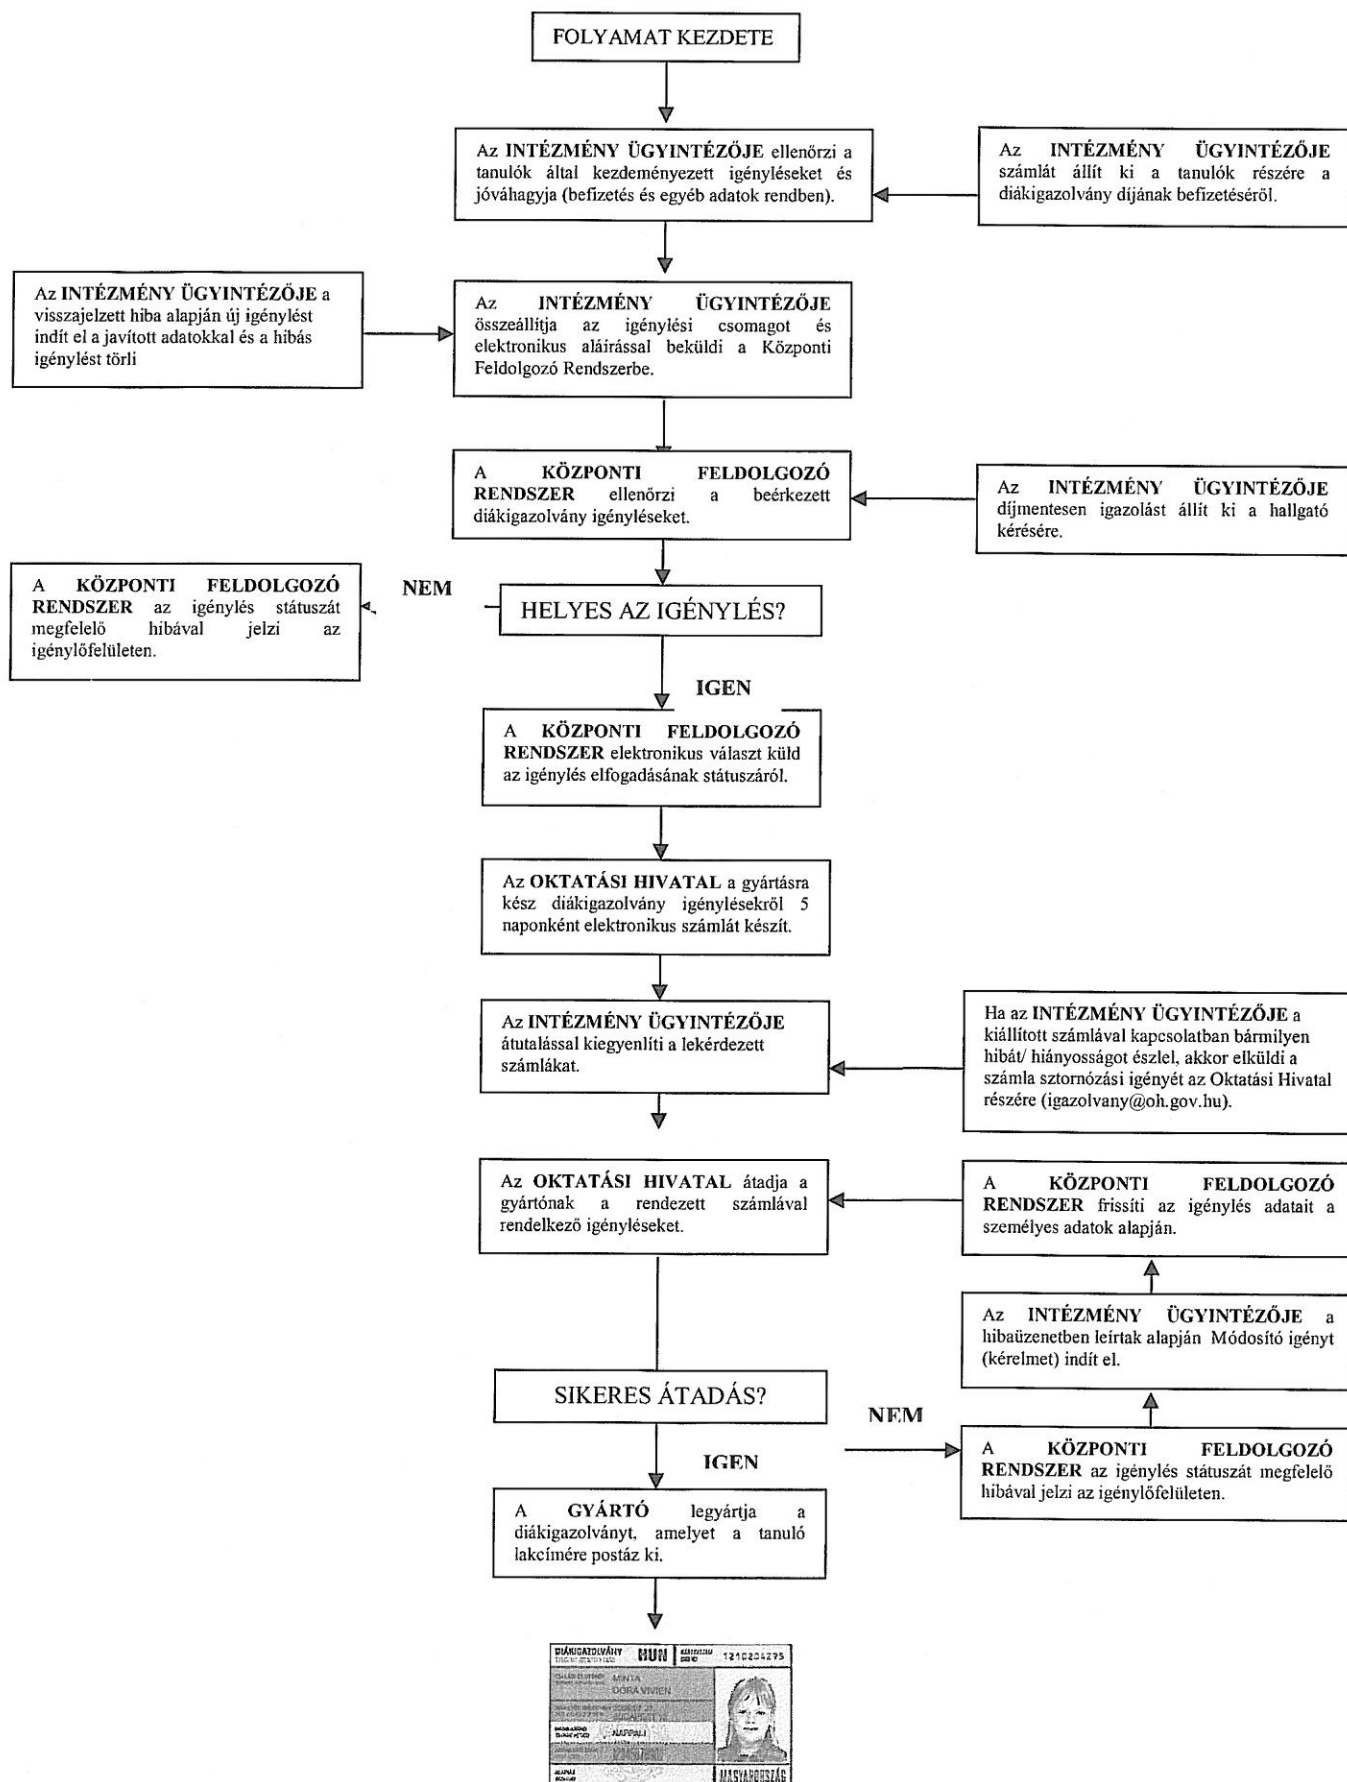 FOLYAMAT KEZDETE
Az INTÉZMÉNY ÜGYINTÉZŐJE ellenőrzi a
tanulók által kezdeményezett igényléseket és
jóváhagyja (befizetés és egyéb adatok rendben).
Az INTÉZMÉNY ÜGYINTÉZŐJE
számlát állít ki a tanulók részére a
diákigazolvány díjának befizetéséről.
Az INTÉZMÉNY ÜGYINTÉZŐJE a
visszajelzett hiba alapján új igénylést
indít el a javított adatokkal és a hibás
igénylést törli
Az INTÉZMÉNY ÜGYINTÉZŐJE
összeállítja az igénylési csomagot és
elektronikus aláírással beküldi a Központi
Feldolgozó Rendszerbe.
A KÖZPONTI FELDOLGOZÓ
RENDSZER ellenőrzi a beérkezett
diákigazolvány igényléseket.
Az INTÉZMÉNY ÜGYINTÉZŐJE
díjmentesen igazolást állít ki a hallgató
kérésére.
A KÖZPONTI FELDOLGOZÓ
RENDSZER az igénylés státuszát
megfelelő hibával jelzi az
igénylőfelületen.
NEM
HELYES AZ IGÉNYLÉS?
IGEN
A KÖZPONTI FELDOLGOZÓ
RENDSZER elektronikus választ küld
az igénylés elfogadásának státuszáról.
Az OKTATÁSI HIVATAL a gyártásra
kész diákigazolvány igénylésekről 5
naponként elektronikus számlát készít.
Az INTÉZMÉNY ÜGYINTÉZŐJE
átutalással kiegyenlíti a lekérdezett
számlákat.
Ha az INTÉZMÉNY ÜGYINTÉZŐJE a
kiállított számlával kapcsolatban bármilyen
hibát/ hiányosságot észlel, akkor elküldi a
számla sztornózási igényét az Oktatási Hivatal
részére (igazolvany@oh.gov.hu).
Az OKTATÁSI HIVATAL átadja a
gyártónak a rendezett számlával
rendelkező igényléseket.
A KÖZPONTI FELDOLGOZÓ
RENDSZER frissíti az igénylés adatait a
személyes adatok alapján.
Az INTÉZMÉNY ÜGYINTÉZŐJE a
hibaüzenetben leírtak alapján Módosító igényt
(kérelmet) indít el.
SIKERES ÁTADÁS?
NEM
A KÖZPONTI FELDOLGOZÓ
RENDSZER az igénylés státuszát megfelelő
hibával jelzi az igénylőfelületen.
IGEN
A GYÁRTÓ legyártja a
diákigazolványt, amelyet a tanuló
lakcímére postáz ki.
DIÁKIGAZOLVÁNY HUN 1210204295
MINTA
DÓRA VIVIEN
NAPPALI
MAGYARORSZÁG